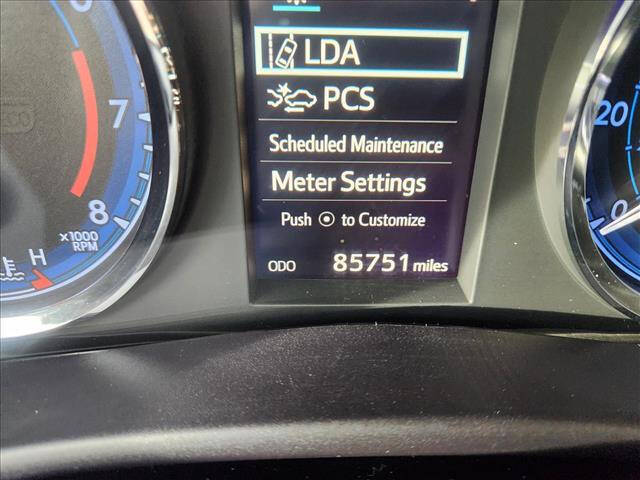 LDA
PCS
Scheduled Maintenance
Meter Settings
Push to Customize
ODO 85751 miles
7
8
x1000
RPM
H
20
0